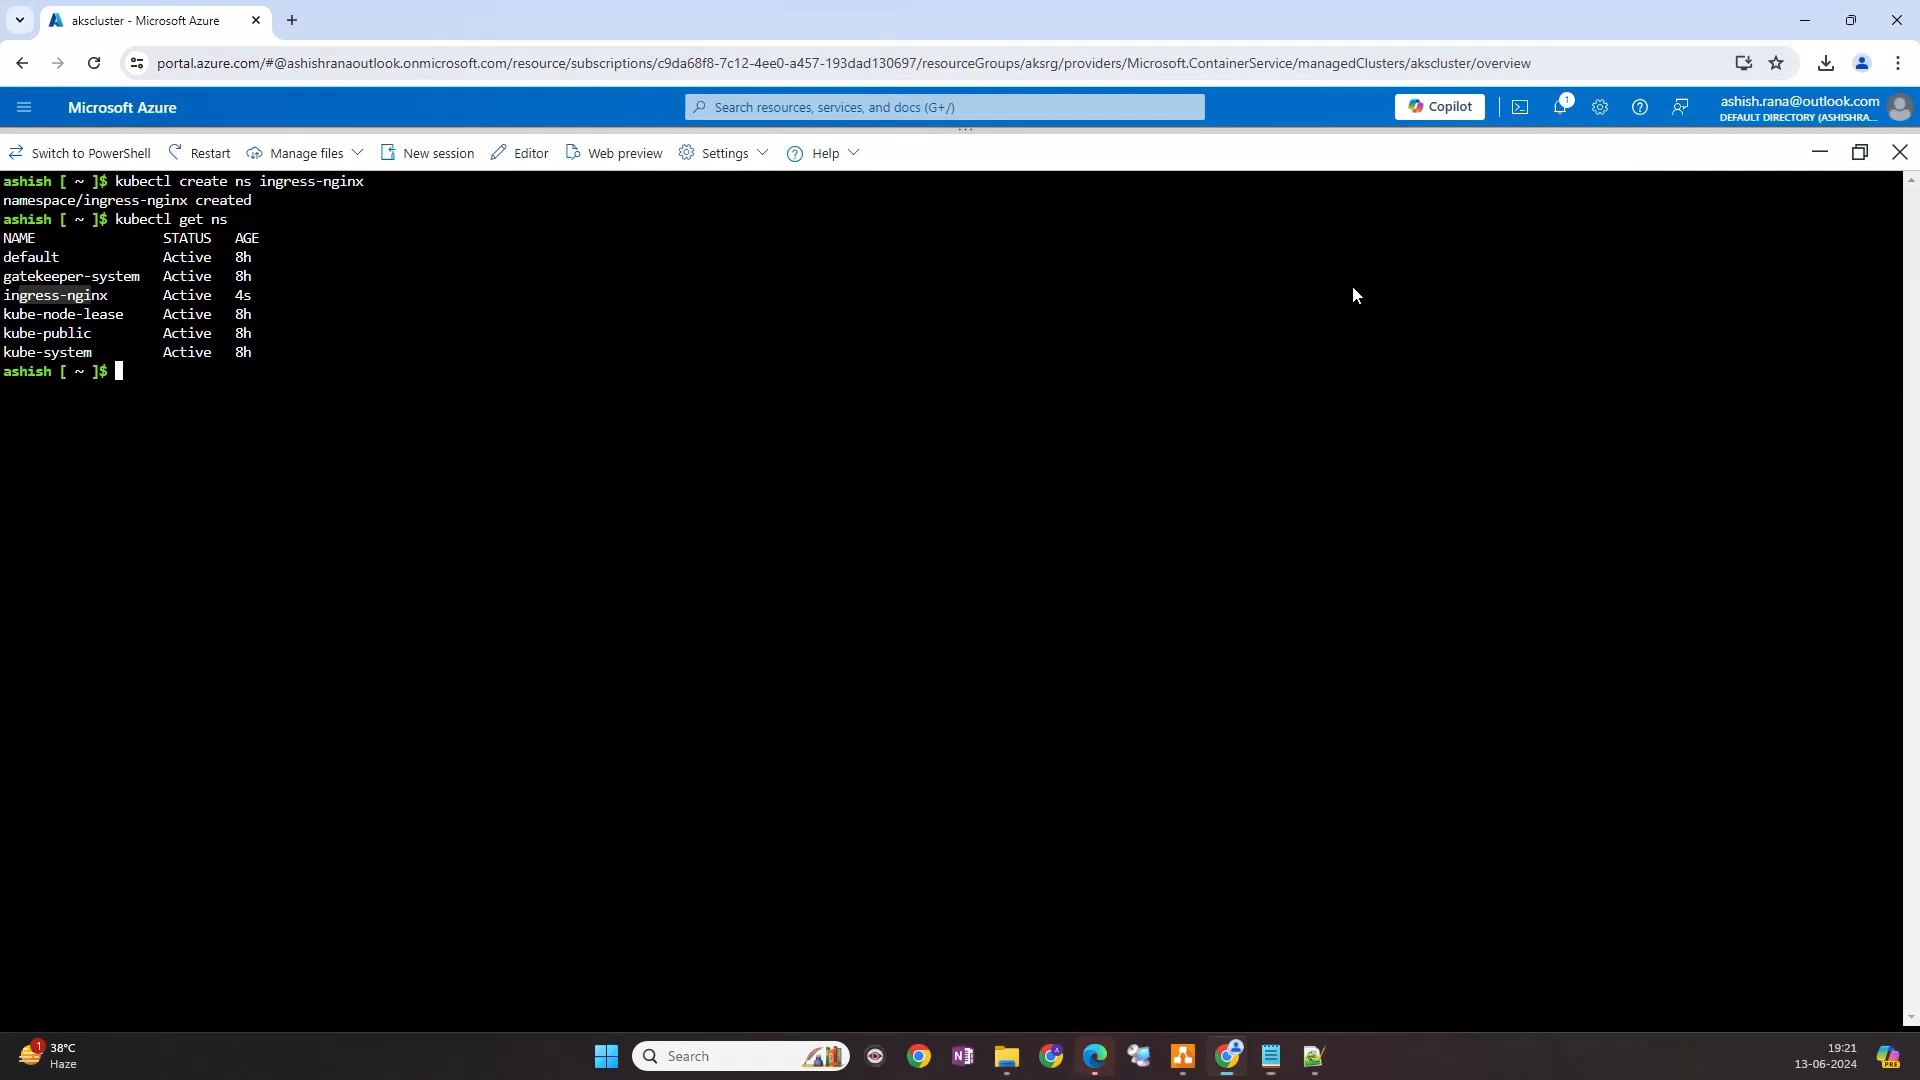 akscluster - Microsoft Azure
portal.azure.com/#@ashishranaoutlook.onmicrosoft.com/resource/subscriptions/c9da68f8-7c12-4ee0-a457-193dad130697/resourceGroups/aksrg/providers/Microsoft.ContainerService/managedClusters/akscluster/overview
Microsoft Azure
Search resources, services, and docs (G+/)
Copilot
1
ashish.rana@outlook.com
DEFAULT DIRECTORY (ASHISHRA...
Switch to PowerShell Restart Manage files New session Editor Web preview Settings Help
ashish [ ~ ]$ kubectl create ns ingress-nginx
namespace/ingress-nginx created
ashish [ ~ ]$ kubectl get ns
NAME STATUS AGE
default Active 8h
gatekeeper-system Active 8h
ingress-nginx Active 4s
kube-node-lease Active 8h
kube-public Active 8h
kube-system Active 8h
ashish [ ~ ]$
1
38°C
Haze
Search
N
19:21
13-06-2024
PRE